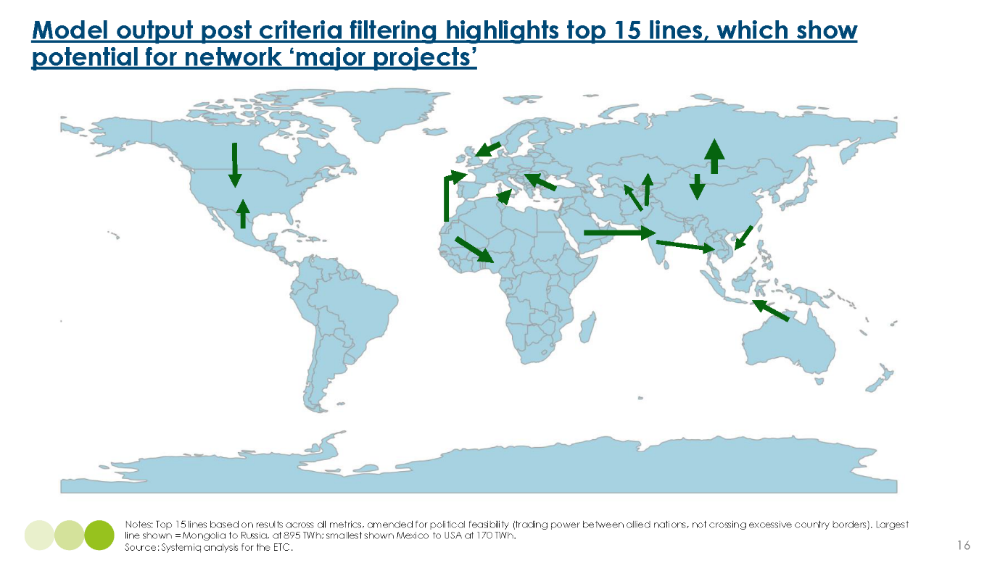 Model output post criteria filtering highlights top 15 lines, which show
potential for network ‘major projects’
Notes: Top 15 lines based on results across all metrics, amended for political feasibility (trading power between allied nations, not crossing excessive country borders). Largest
line shown = Mongolia to Russia, at 895 TWh; smallest shown Mexico to USA at 170 TWh.
Source: Systemiq analysis for the ETC.
16